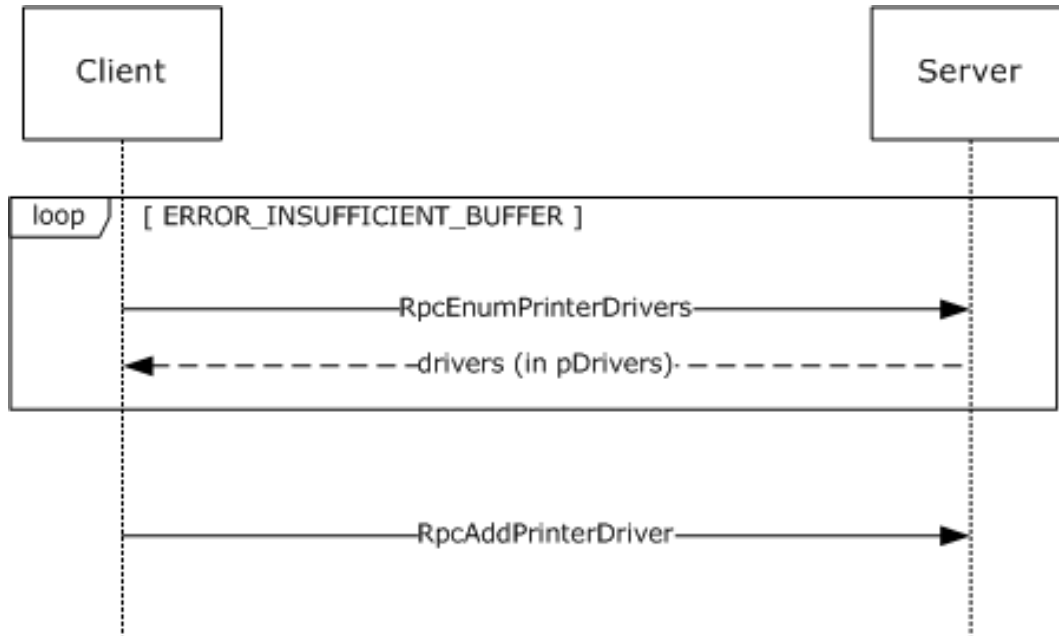 Client
Server
loop
[ ERROR_INSUFFICIENT_BUFFER ]
RpcEnumPrinterDrivers
drivers (in pDrivers)
RpcAddPrinterDriver